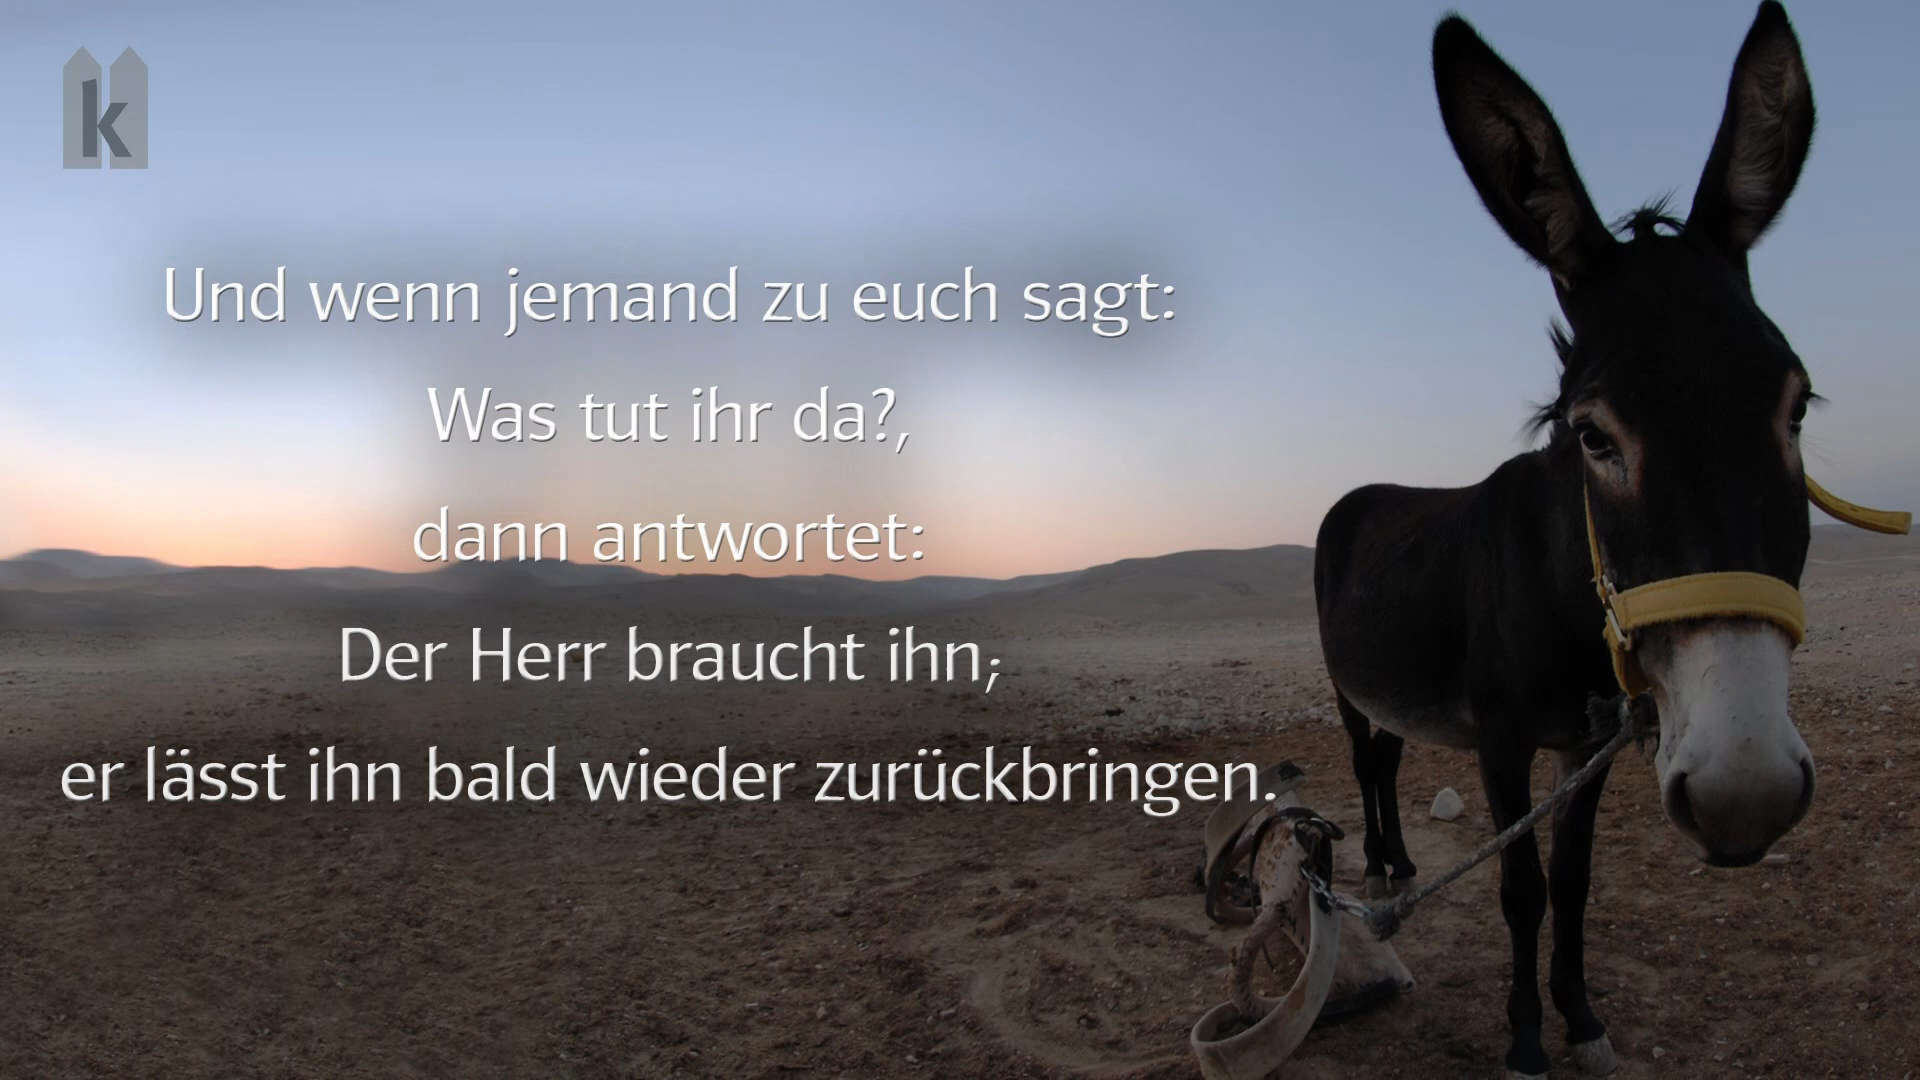 k
Und wenn jemand zu euch sagt:
Was tut ihr da?,
dann antwortet:
Der Herr braucht ihn;
er lässt ihn bald wieder zurückbringen.